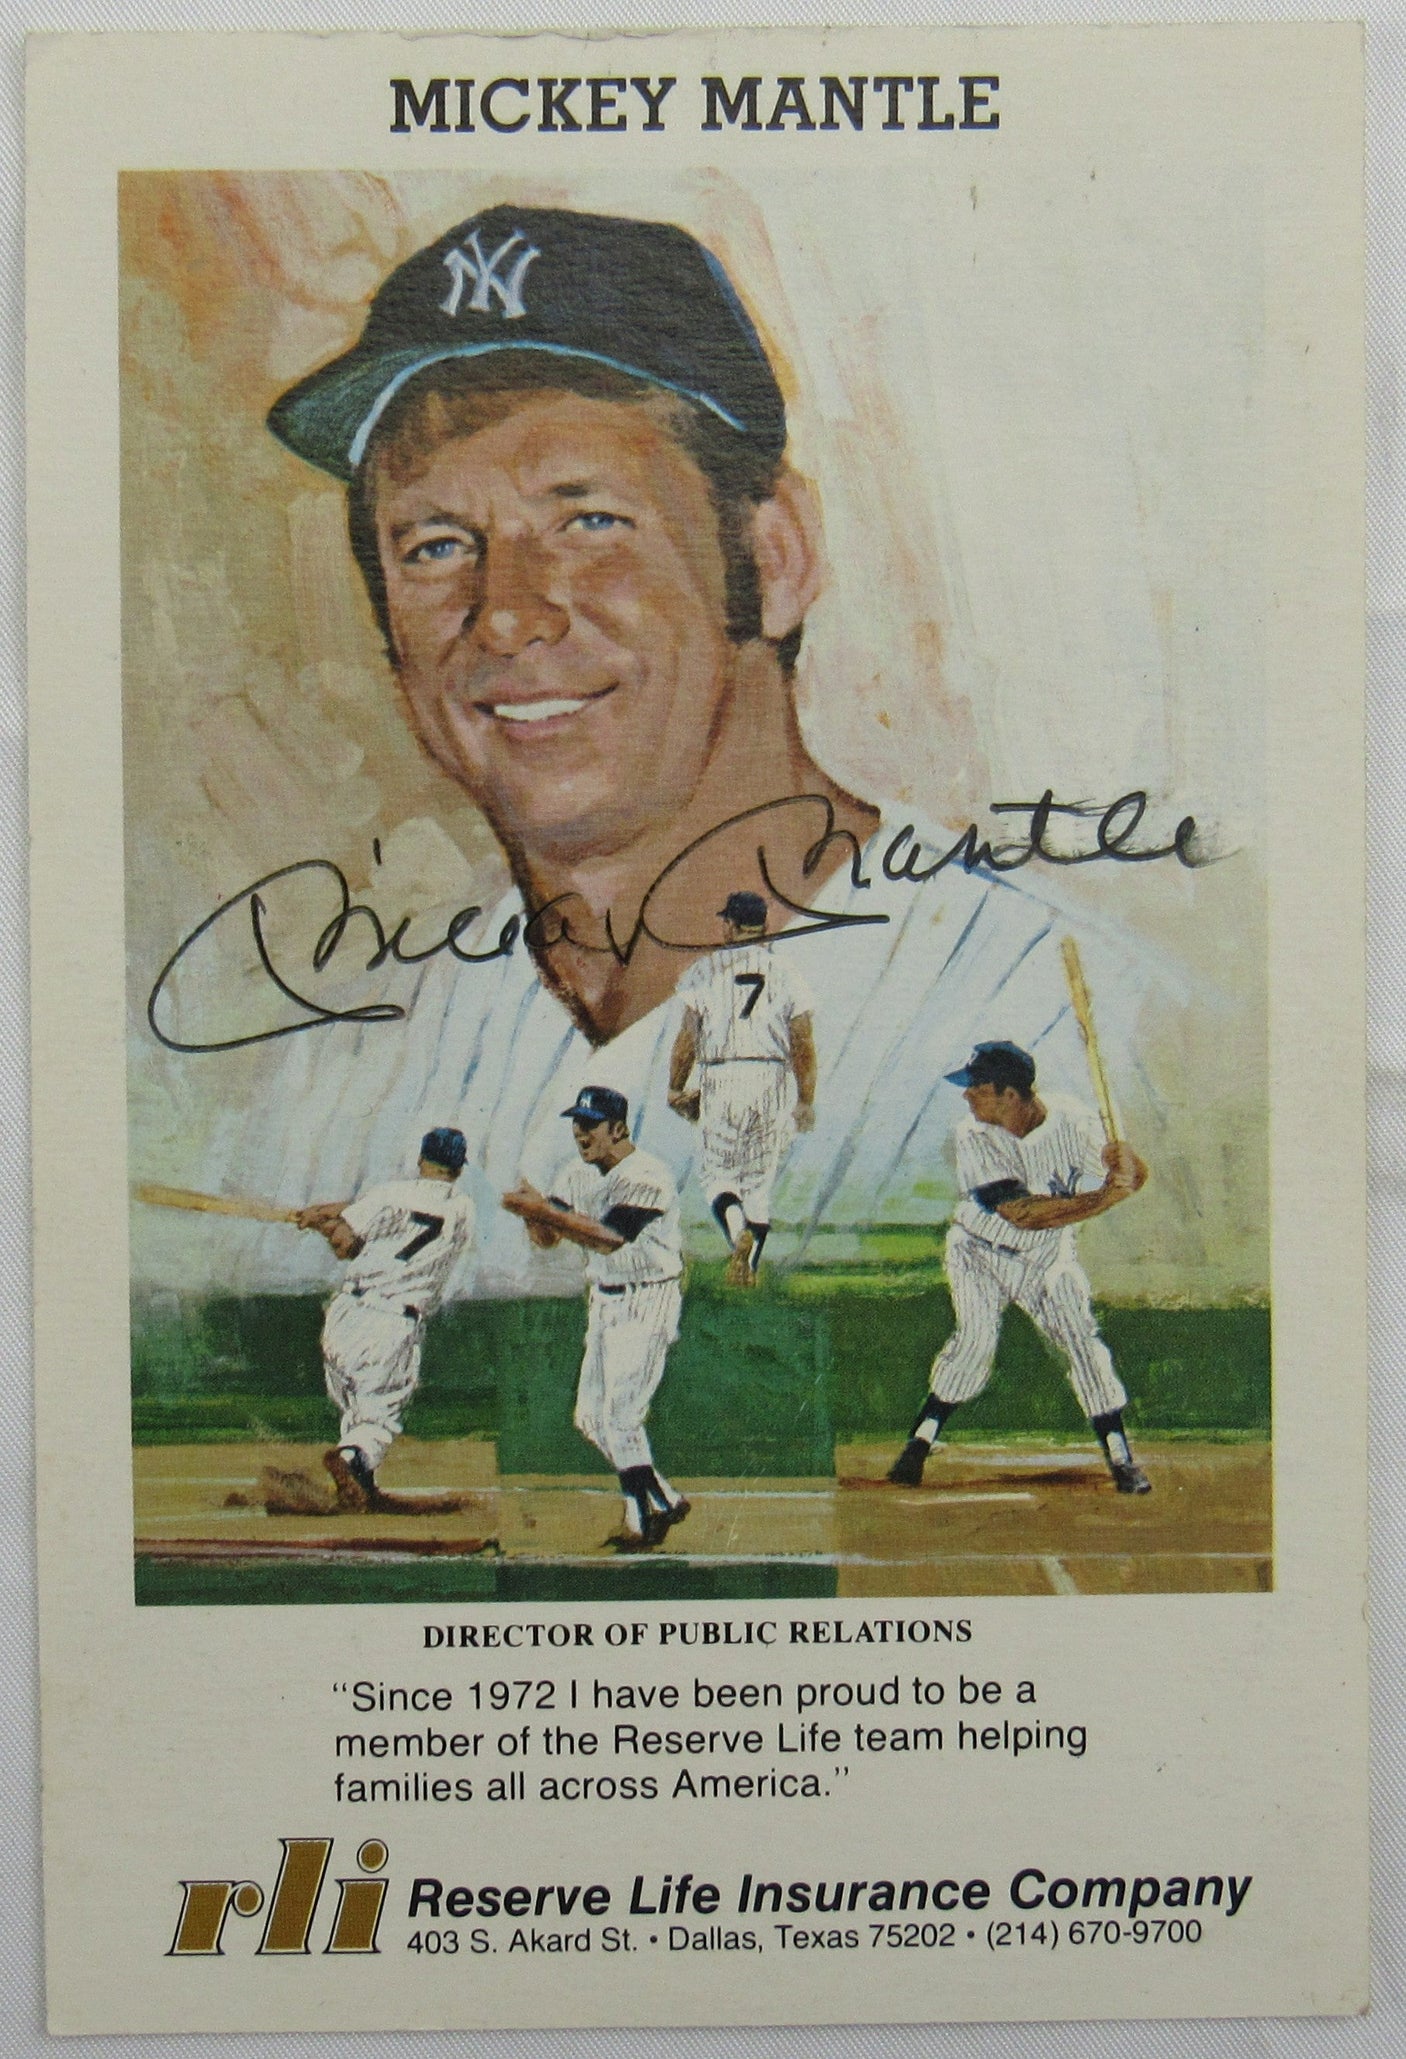 MICKEY MANTLE
NY
Mickey Mantle
7
7
DIRECTOR OF PUBLIC RELATIONS
“Since 1972 I have been proud to be a
member of the Reserve Life team helping
families all across America.”
rli Reserve Life Insurance Company
403 S. Akard St. • Dallas, Texas 75202 • (214) 670-9700